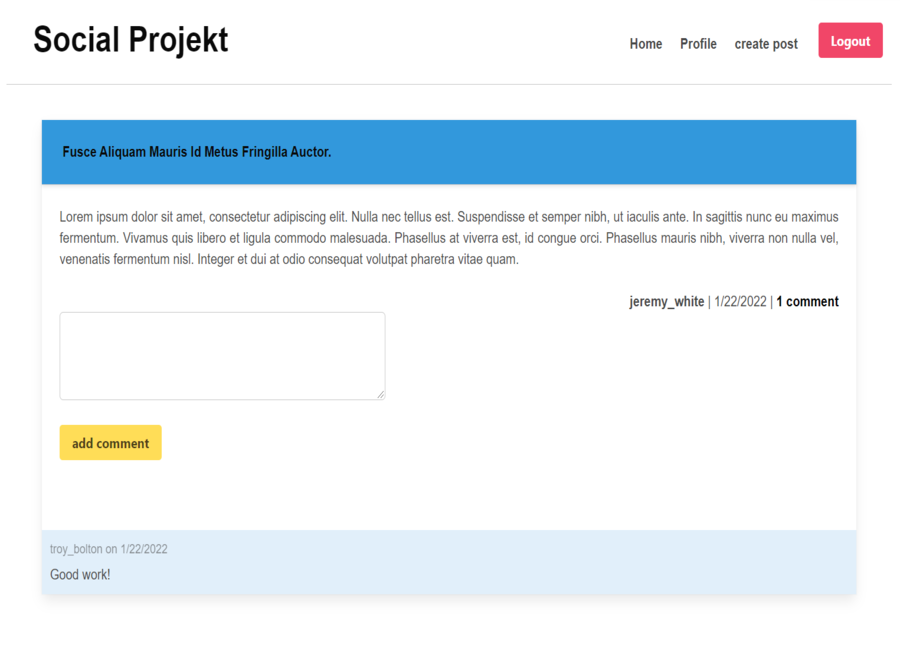 Social Projekt
Home Profile create post Logout
Fusce Aliquam Mauris Id Metus Fringilla Auctor.
Lorem ipsum dolor sit amet, consectetur adipiscing elit. Nulla nec tellus est. Suspendisse et semper nibh, ut iaculis ante. In sagittis nunc eu maximus
fermentum. Vivamus quis libero et ligula commodo malesuada. Phasellus at viverra est, id congue orci. Phasellus mauris nibh, viverra non nulla vel,
venenatis fermentum nisl. Integer et dui at odio consequat volutpat pharetra vitae quam.
jeremy_white | 1/22/2022 | 1 comment
add comment
troy_bolton on 1/22/2022
Good work!